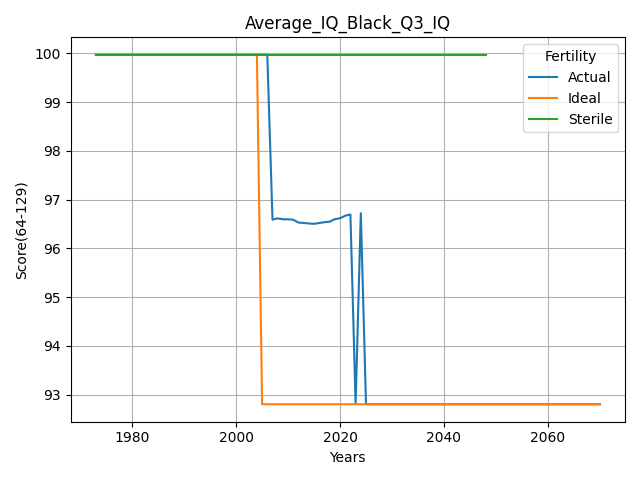 Average_IQ_Black_Q3_IQ
Fertility
Actual
Ideal
Sterile
Score(64-129)
100
99
98
97
96
95
94
93
1980 2000 2020 2040 2060
Years